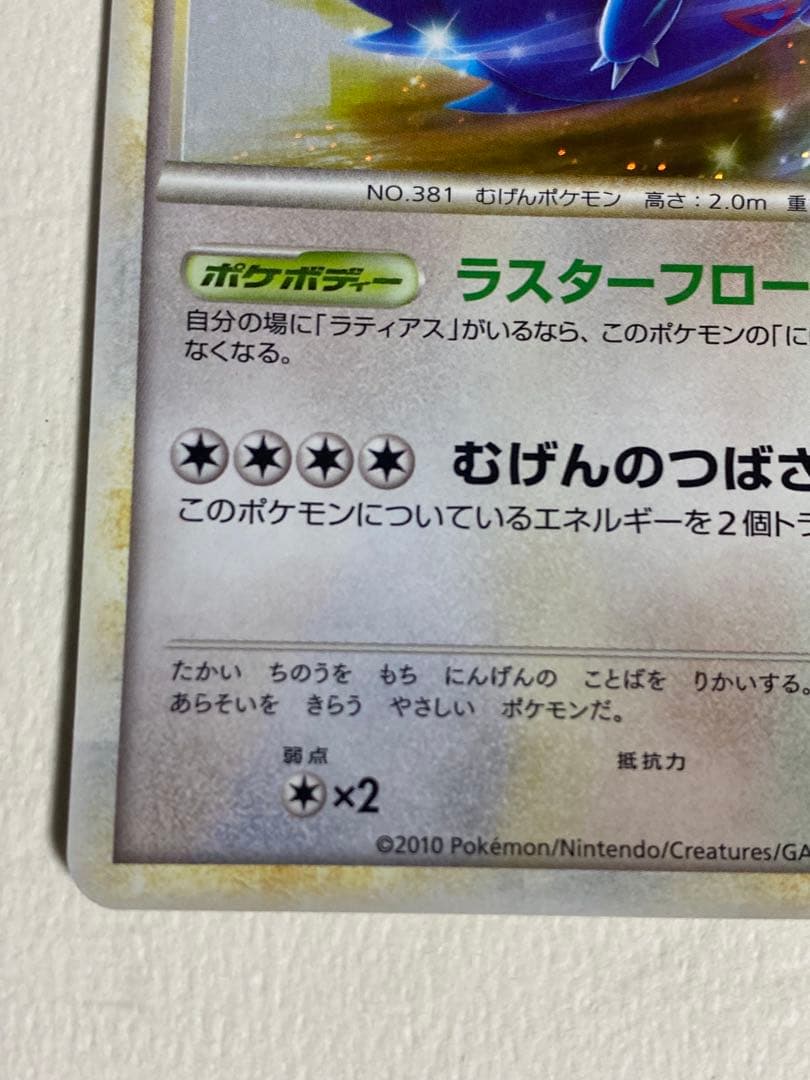 NO.381 むげんポケモン 高さ：2.0m 重
ポケボディー ラスターフロー
自分の場に「ラティアス」がいるなら、このポケモンの「に
なくなる。
むげんのつばさ
このポケモンについているエネルギーを2個トラ
たかい ちのうを もち にんげんの ことばを りかいする。
あらそいを きらう やさしい ポケモンだ。
弱点 抵抗力
×2
©2010 Pokémon/Nintendo/Creatures/GA